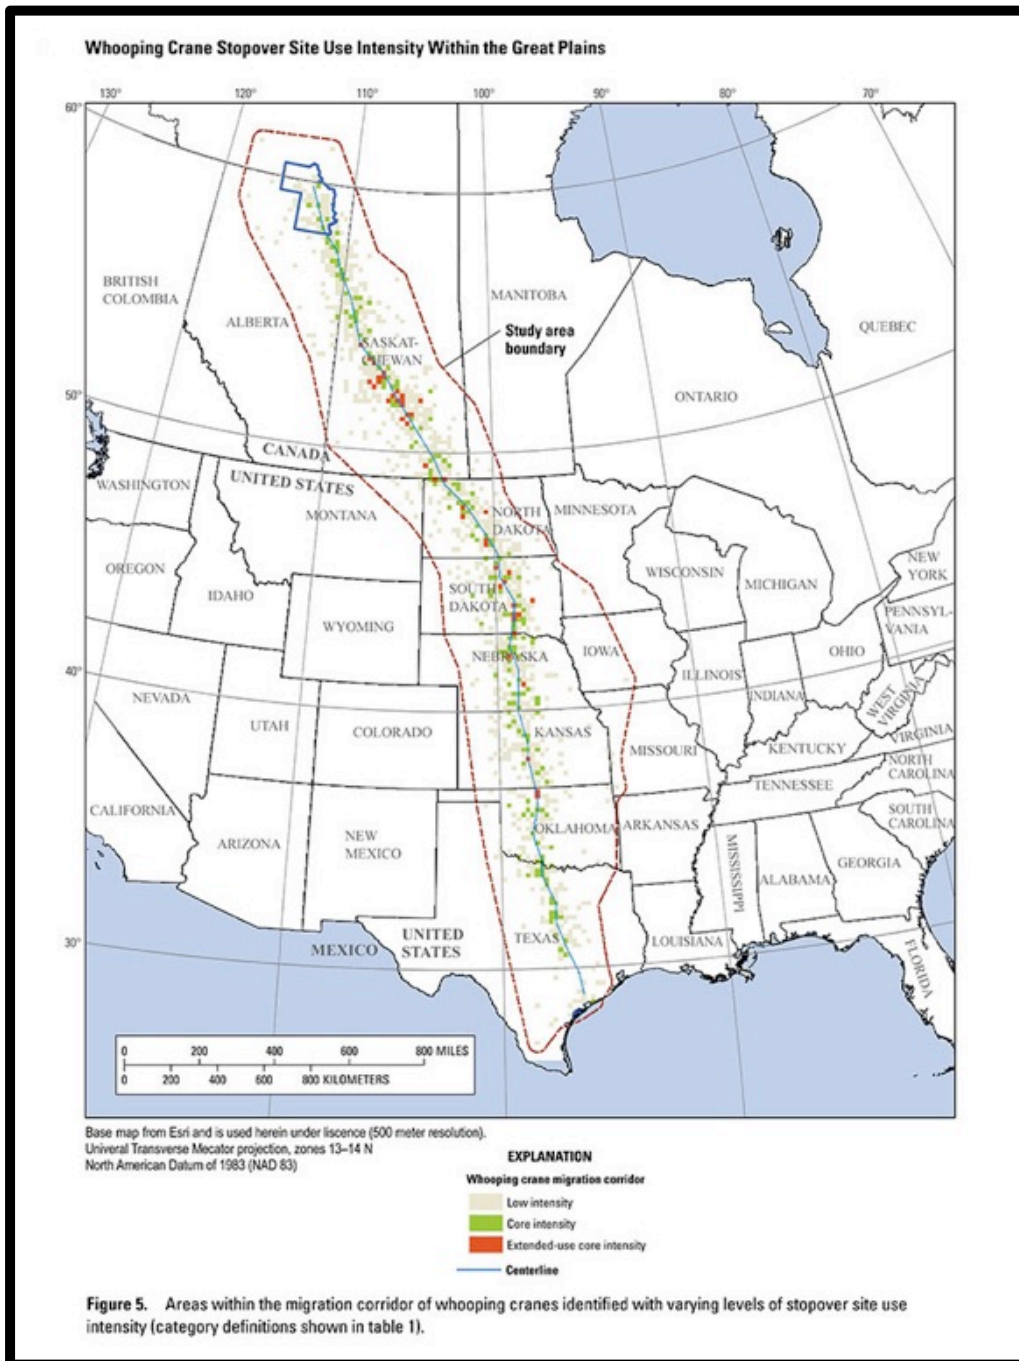 Whooping Crane Stopover Site Use Intensity Within the Great Plains
130°
120°
110°
100°
90°
80°
70°
60°
50°
40°
30°
BRITISH
COLOMBIA
ALBERTA
SASKAT-
CHEWAN
MANITOBA
Study area
boundary
QUEBEC
ONTARIO
CANADA
UNITED STATES
WASHINGTON
MONTANA
NORTH
DAKOTA
MINNESOTA
OREGON
IDAHO
WYOMING
SOUTH
DAKOTA
WISCONSIN
MICHIGAN
NEW
YORK
PENNSYL-
VANIA
NEBRASKA
IOWA
ILLINOIS
INDIANA
OHIO
WEST
VIRGINIA
VIRGINIA
NEVADA
UTAH
COLORADO
KANSAS
MISSOURI
KENTUCKY
NORTH
CAROLINA
TENNESSEE
SOUTH
CAROLINA
CALIFORNIA
ARIZONA
NEW
MEXICO
OKLAHOMA
ARKANSAS
MISSISSIPPI
ALABAMA
GEORGIA
MEXICO
UNITED
STATES
TEXAS
LOUISIANA
FLORIDA
0 200 400 600 800 MILES
0 200 400 600 800 KILOMETERS
Base map from Esri and is used herein under liscence (500 meter resolution).
Univeral Transverse Mecator projection, zones 13–14 N
North American Datum of 1983 (NAD 83)
EXPLANATION
Whooping crane migration corridor
Low intensity
Core intensity
Extended-use core intensity
Centerline
Figure 5. Areas within the migration corridor of whooping cranes identified with varying levels of stopover site use
intensity (category definitions shown in table 1).